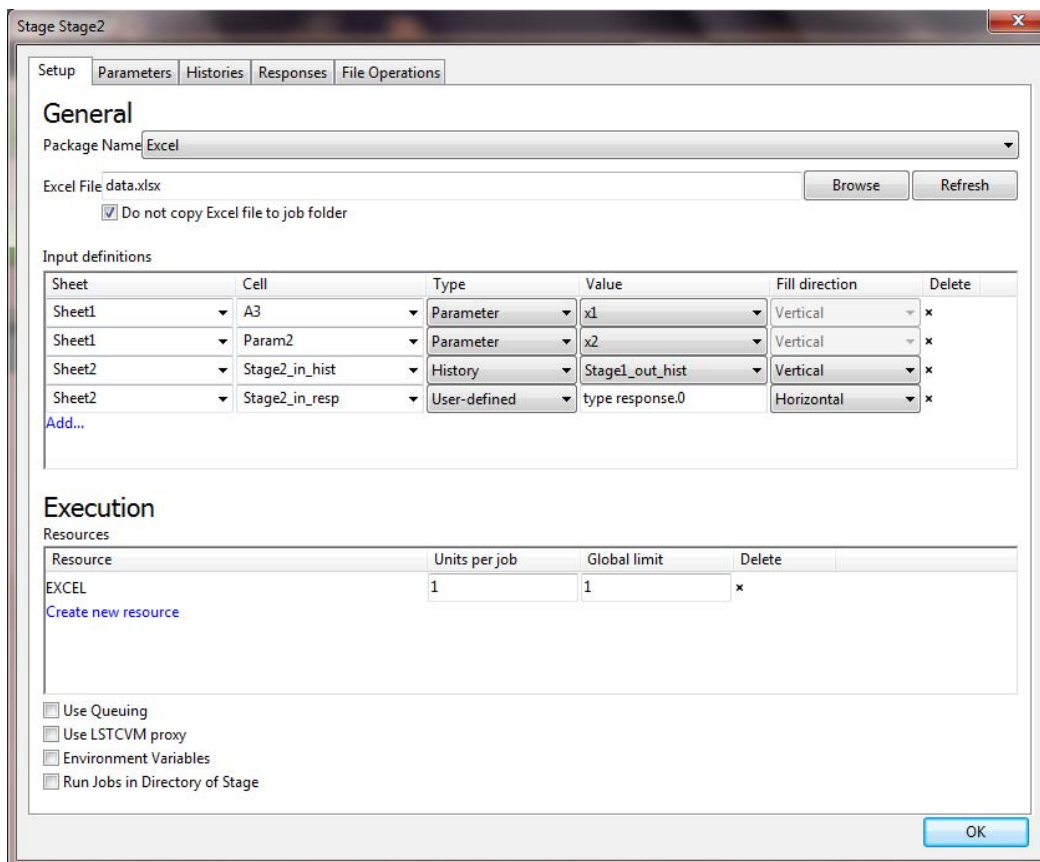 Stage Stage2
Setup Parameters Histories Responses File Operations
General
Package Name Excel
Excel File data.xlsx Browse Refresh
Do not copy Excel file to job folder
Input definitions
Sheet Cell Type Value Fill direction Delete
Sheet1 A3 Parameter x1 Vertical
Sheet1 Param2 Parameter x2 Vertical
Sheet2 Stage2_in_hist History Stage1_out_hist Vertical
Sheet2 Stage2_in_resp User-defined type response.0 Horizontal
Add...
Execution
Resources
Resource Units per job Global limit Delete
EXCEL 1 1
Create new resource
Use Queuing
Use LSTCVM proxy
Environment Variables
Run Jobs in Directory of Stage
OK